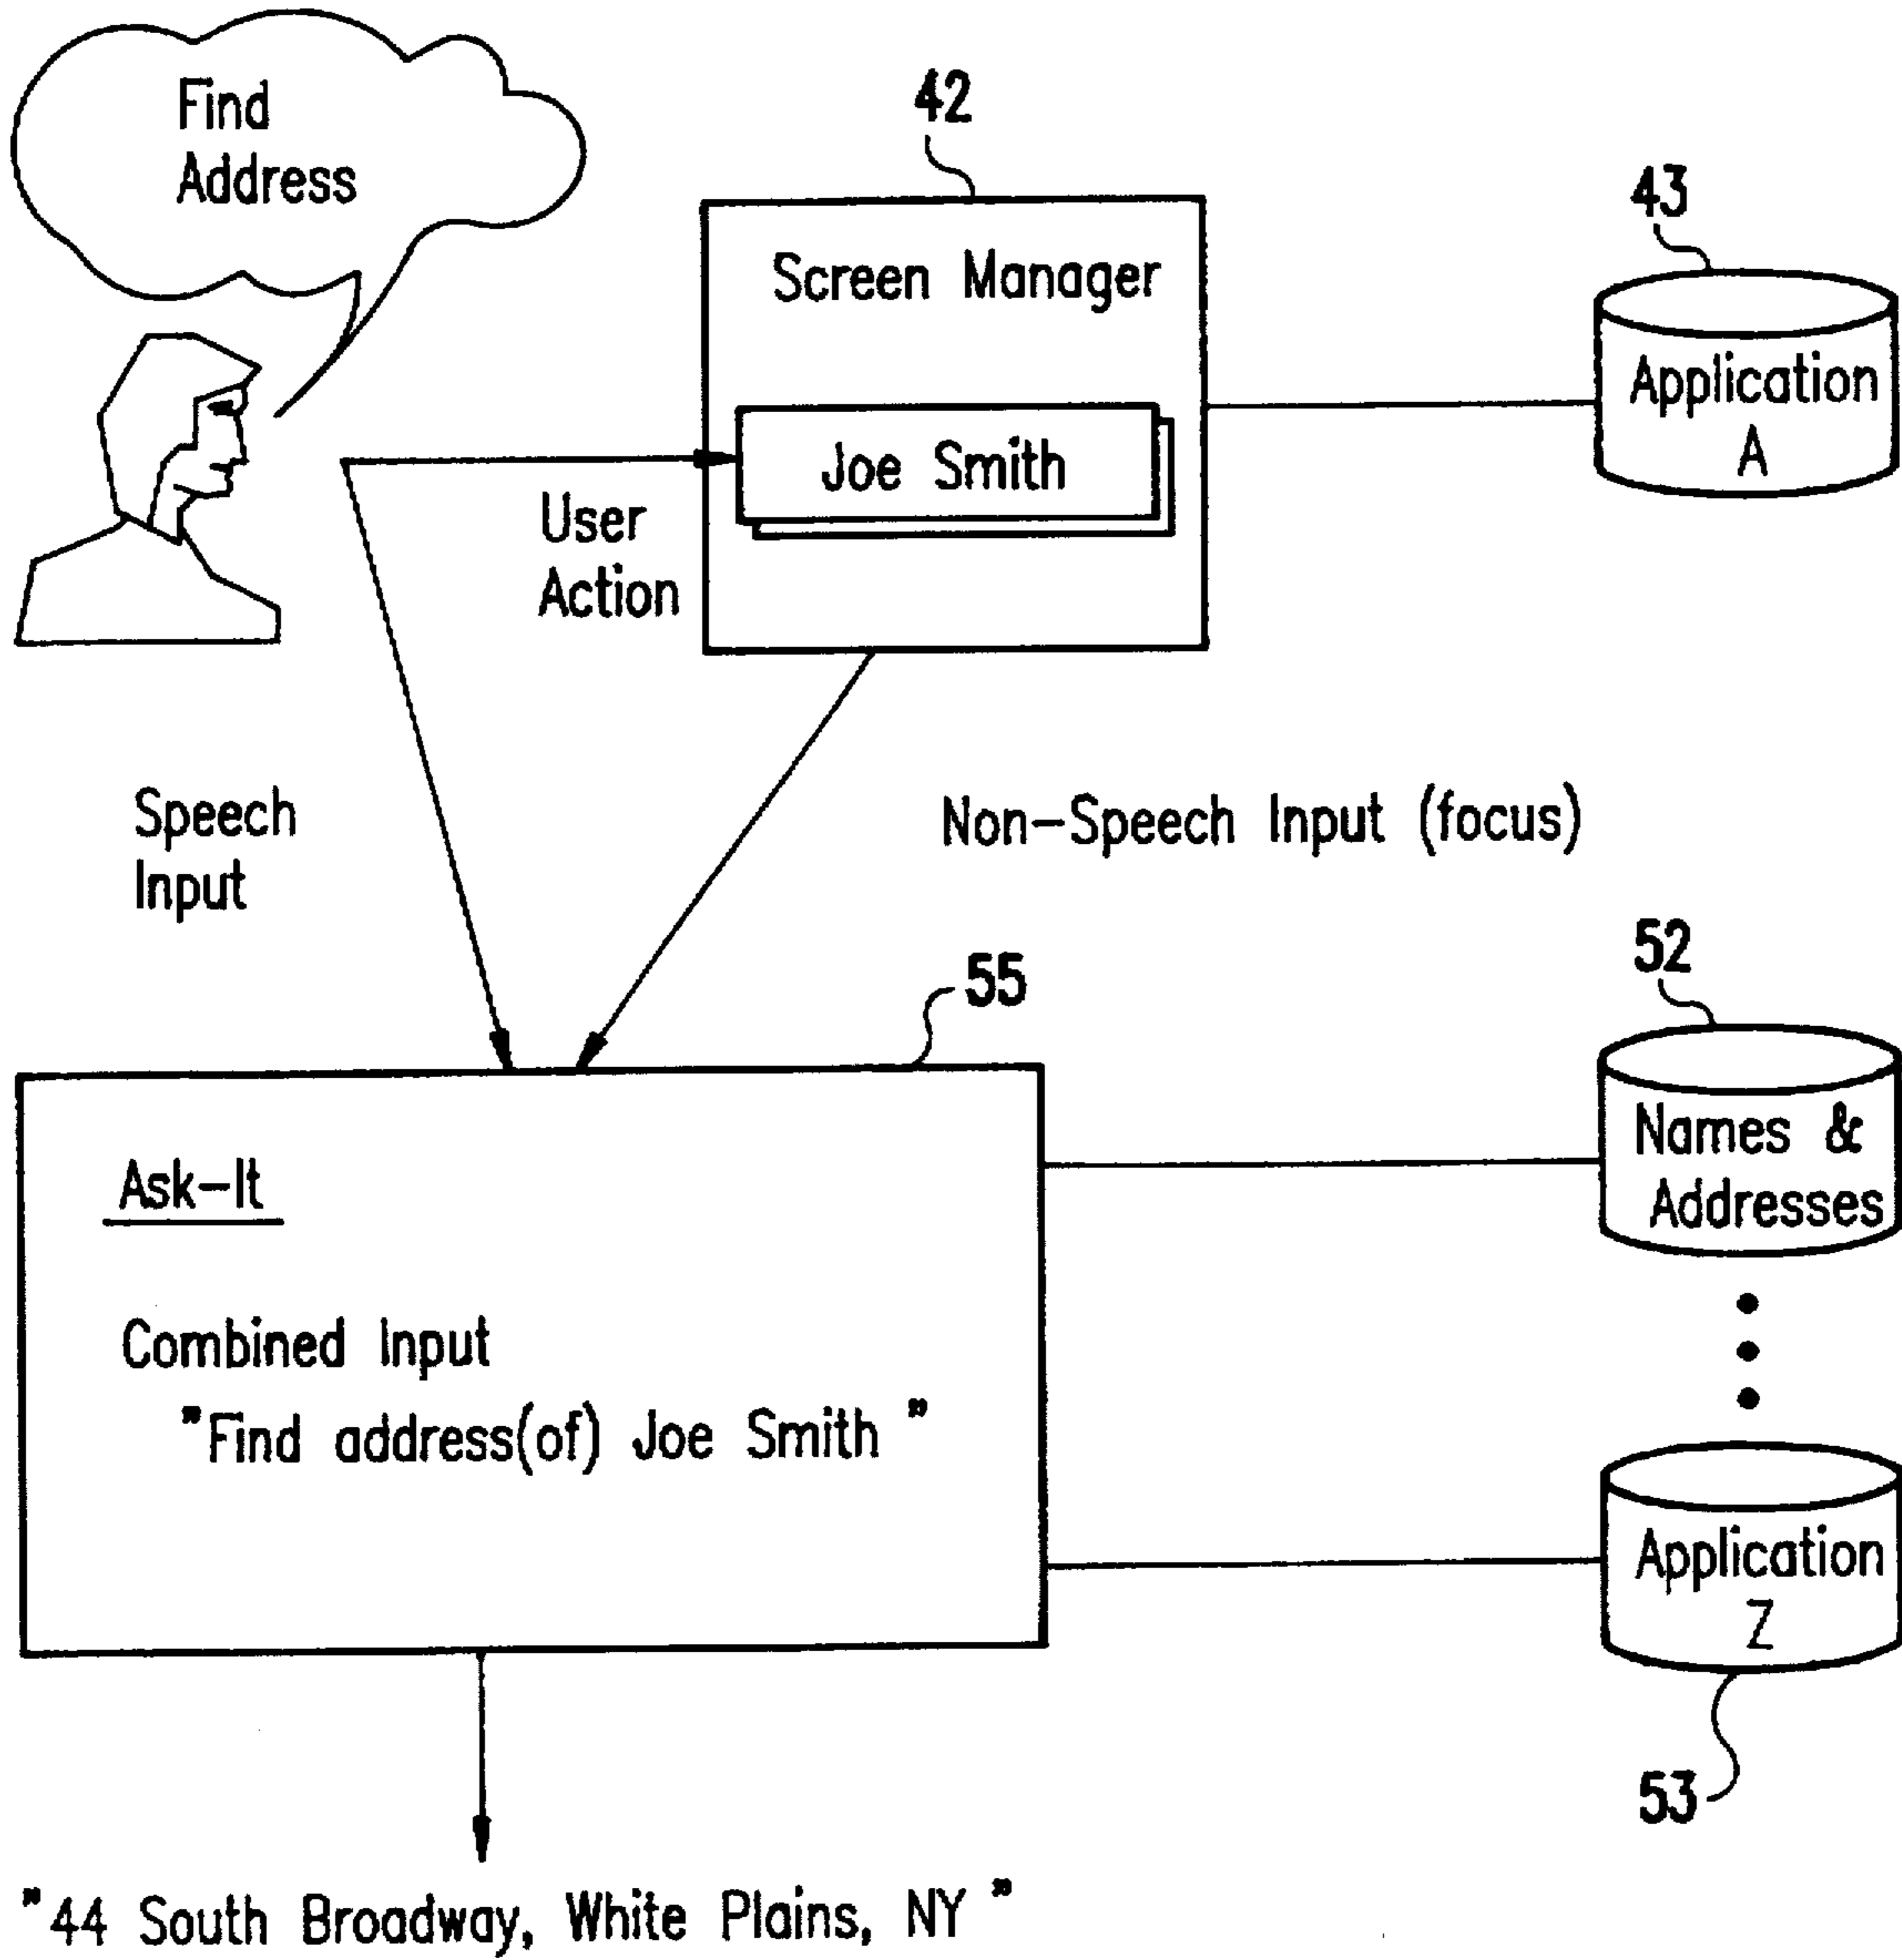 Find
Address
42
Screen Manager
43
Application
A
Joe Smith
User
Action
Speech
Input
Non-Speech Input (focus)
55
52
Names &
Addresses
Ask-It
Combined Input
"Find address(of) Joe Smith "
Application
Z
53
"44 South Broadway, White Plains, NY "